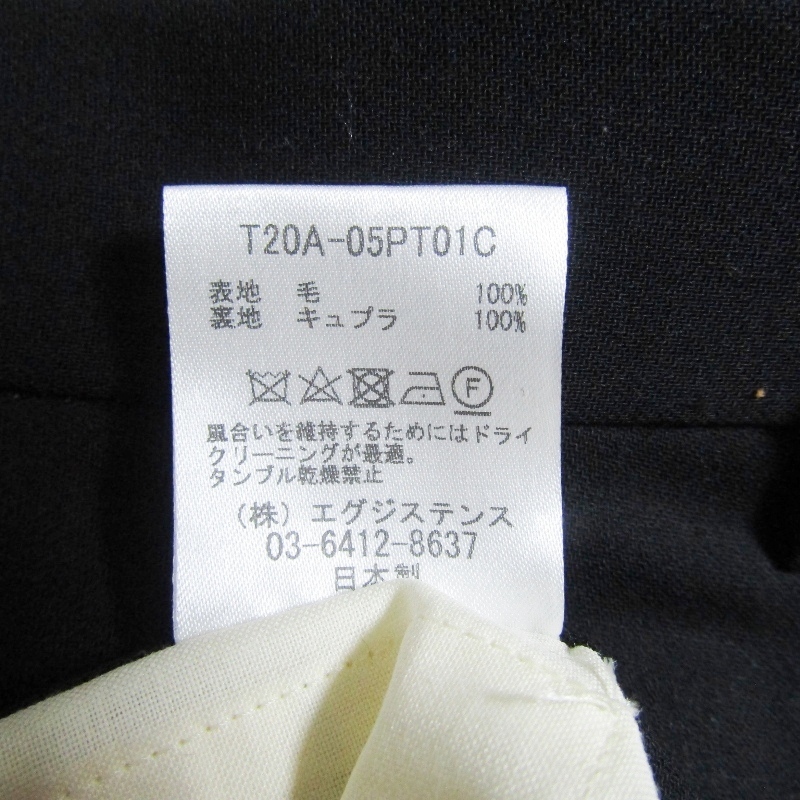 T20A-05PT01C
表地 毛 100%
裏地 キュプラ 100%
F
風合いを維持するためにはドライ
クリーニングが最適。
タンブル乾燥禁止
（株）エグジステンス
03-6412-8637
日本制